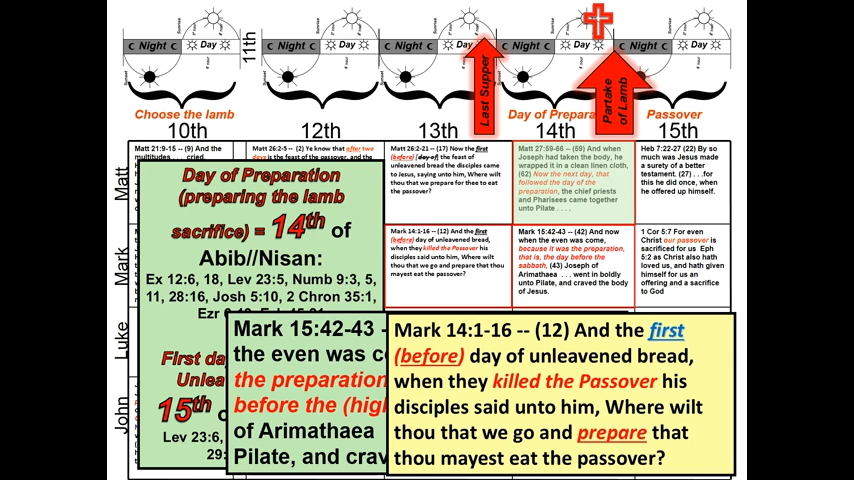 Sunrise
Sunrise
Sunrise
Sunrise
6 hour
6 hour
6 hour
11th
☾ Night ☾ Day
☾ Night ☾ Day
☾ Night ☾ Day
☾ Night ☾ Day
☾ Night ☾ Day
Sunset
Sunset
Sunset
Sunset
Sunset
Last Supper
Partake of Lamb
Choose the lamb
Day of Prepara
Passover
10th
12th
13th
14th
15th
Matt
Mark
Luke
John
Matt 21:9-15 -- (9) And the
multitudes . . . cried,
Matt 26:2-5 -- (2) Ye know that after two
days is the feast of the passover, and the
Matt 26:2-21 -- (17) Now the first
(before) [day of] the feast of
unleavened bread the disciples came
to Jesus, saying unto him, Where wilt
thou that we prepare for thee to eat
the passover?
Matt 27:59-66 -- (59) And when
Joseph had taken the body, he
wrapped it in a clean linen cloth,
(62) Now the next day, that
followed the day of the
preparation, the chief priests
and Pharisees came together
unto Pilate . . . .
Heb 7:22-27 (22) By so
much was Jesus made
a surety of a better
testament. (27) . . .for
this he did once, when
he offered up himself.
Mark 14:1-16 -- (12) And the first
(before) day of unleavened bread,
when they killed the Passover his
disciples said unto him, Where wilt
thou that we go and prepare that thou
mayest eat the passover?
Mark 15:42-43 -- (42) And now
when the even was come,
because it was the preparation,
that is, the day before the
sabbath, (43) Joseph of
Arimathaea . . . went in boldly
unto Pilate, and craved the body
of Jesus.
1 Cor 5:7 For even
Christ our passover is
sacrificed for us Eph
5:2 as Christ also hath
loved us, and hath given
himself for us an
offering and a sacrifice
to God
Day of Preparation
(preparing the lamb
sacrifice) = 14th of
Abib//Nisan:
Ex 12:6, 18, Lev 23:5, Numb 9:3, 5,
11, 28:16, Josh 5:10, 2 Chron 35:1,
First da
Unlea
15th o
Lev 23:6,
29:
Mark 15:42-43 -
the even was co
the preparation
before the (hig
of Arimathaea
Pilate, and crav
Mark 14:1-16 -- (12) And the first
(before) day of unleavened bread,
when they killed the Passover his
disciples said unto him, Where wilt
thou that we go and prepare that
thou mayest eat the passover?